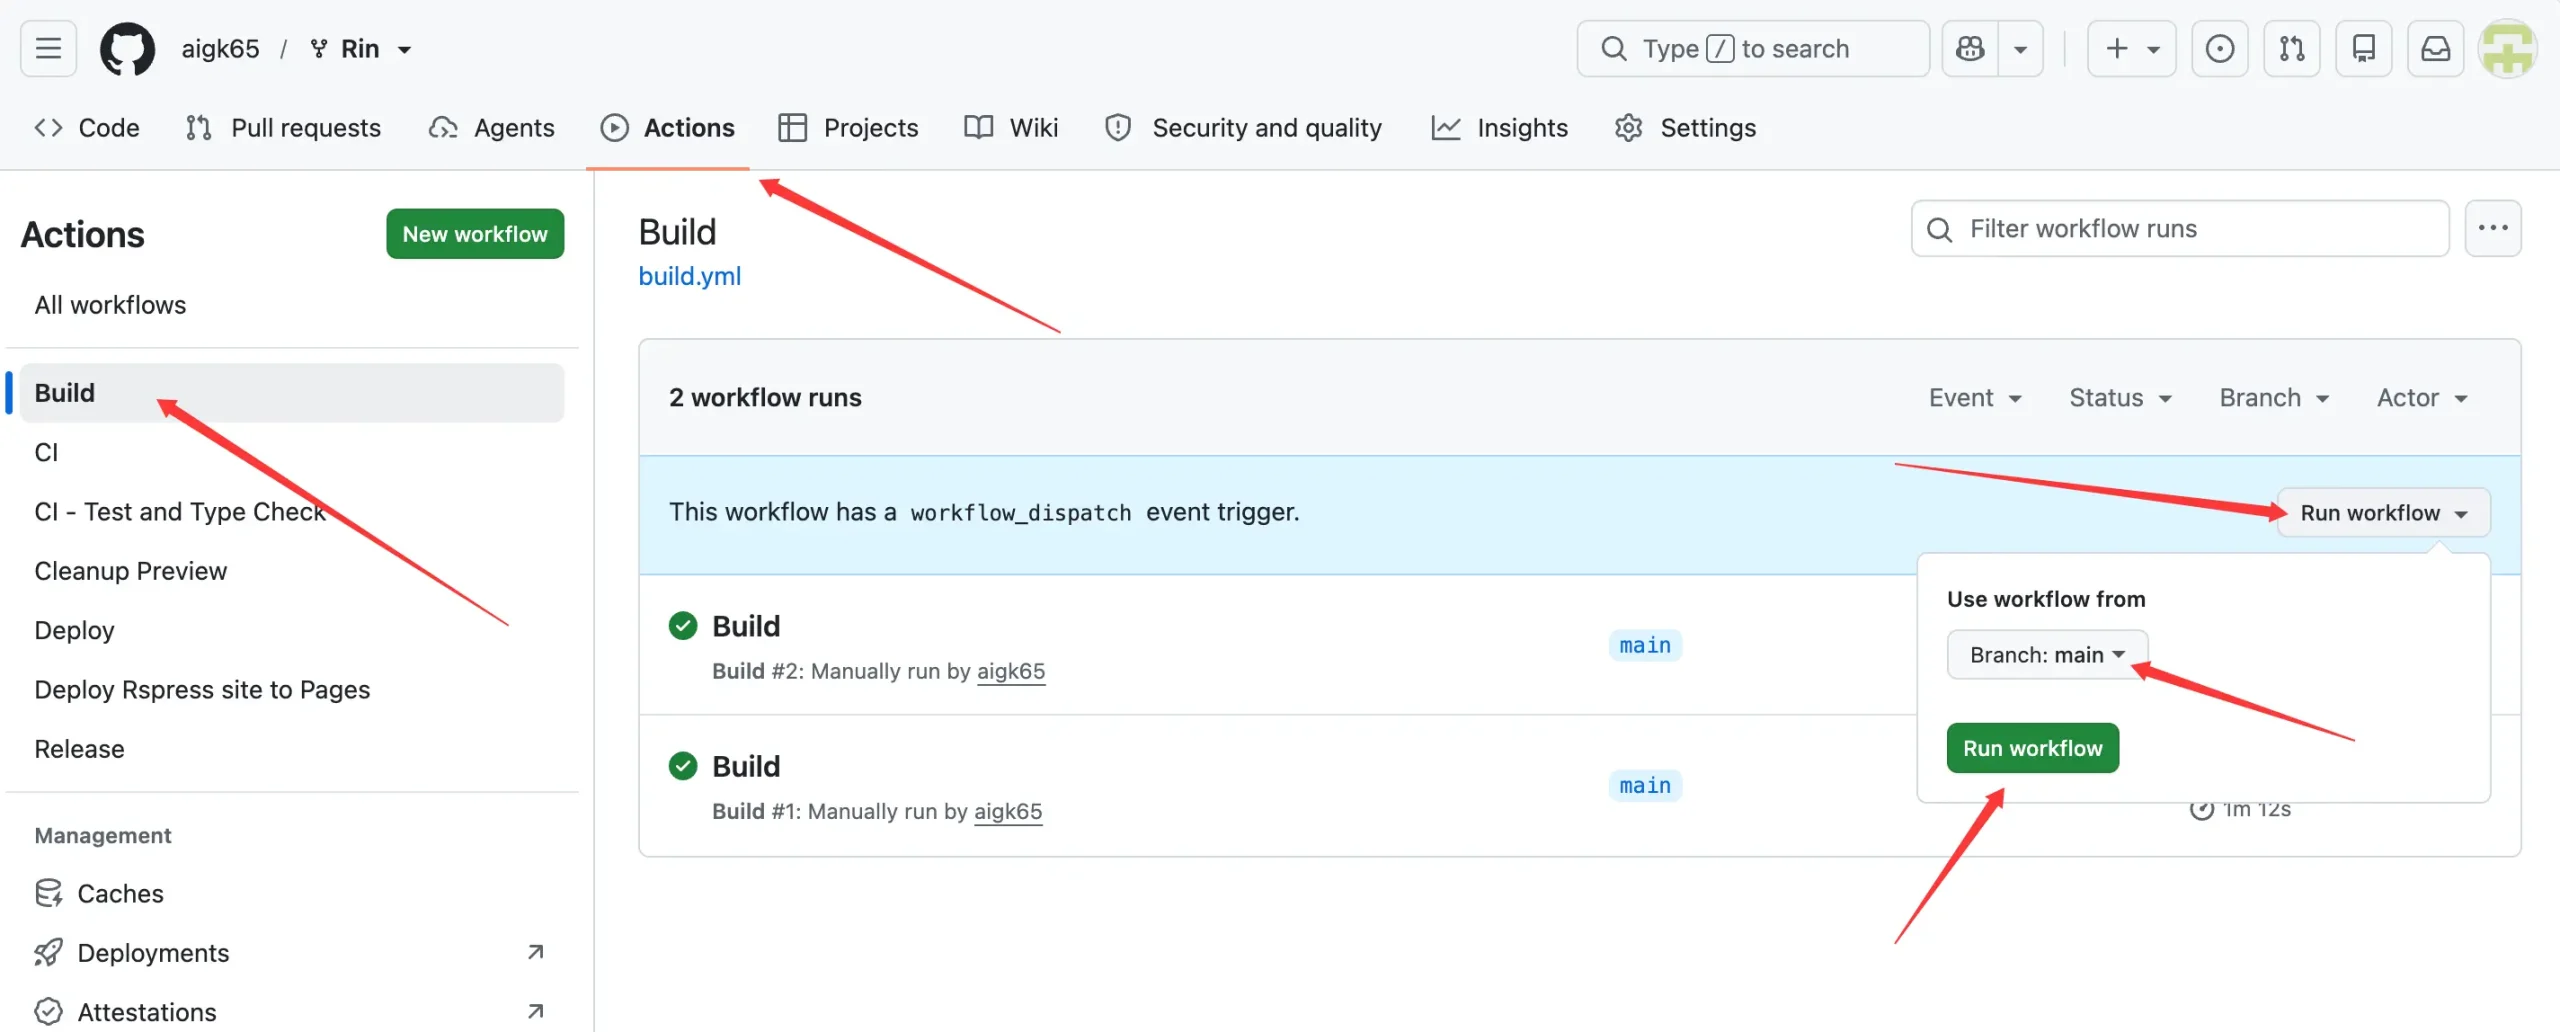 aigk65 / Rin
Type / to search
Code Pull requests Agents Actions Projects Wiki Security and quality Insights Settings
Actions
New workflow
All workflows
Build
CI
CI - Test and Type Check
Cleanup Preview
Deploy
Deploy Rspress site to Pages
Release
Management
Caches
Deployments
Attestations
Build
build.yml
Filter workflow runs
2 workflow runs
Event Status Branch Actor
This workflow has a workflow_dispatch event trigger.
Run workflow
Use workflow from
Branch: main
Run workflow
Build
Build #2: Manually run by aigk65
main
Build
Build #1: Manually run by aigk65
main
1m 12s